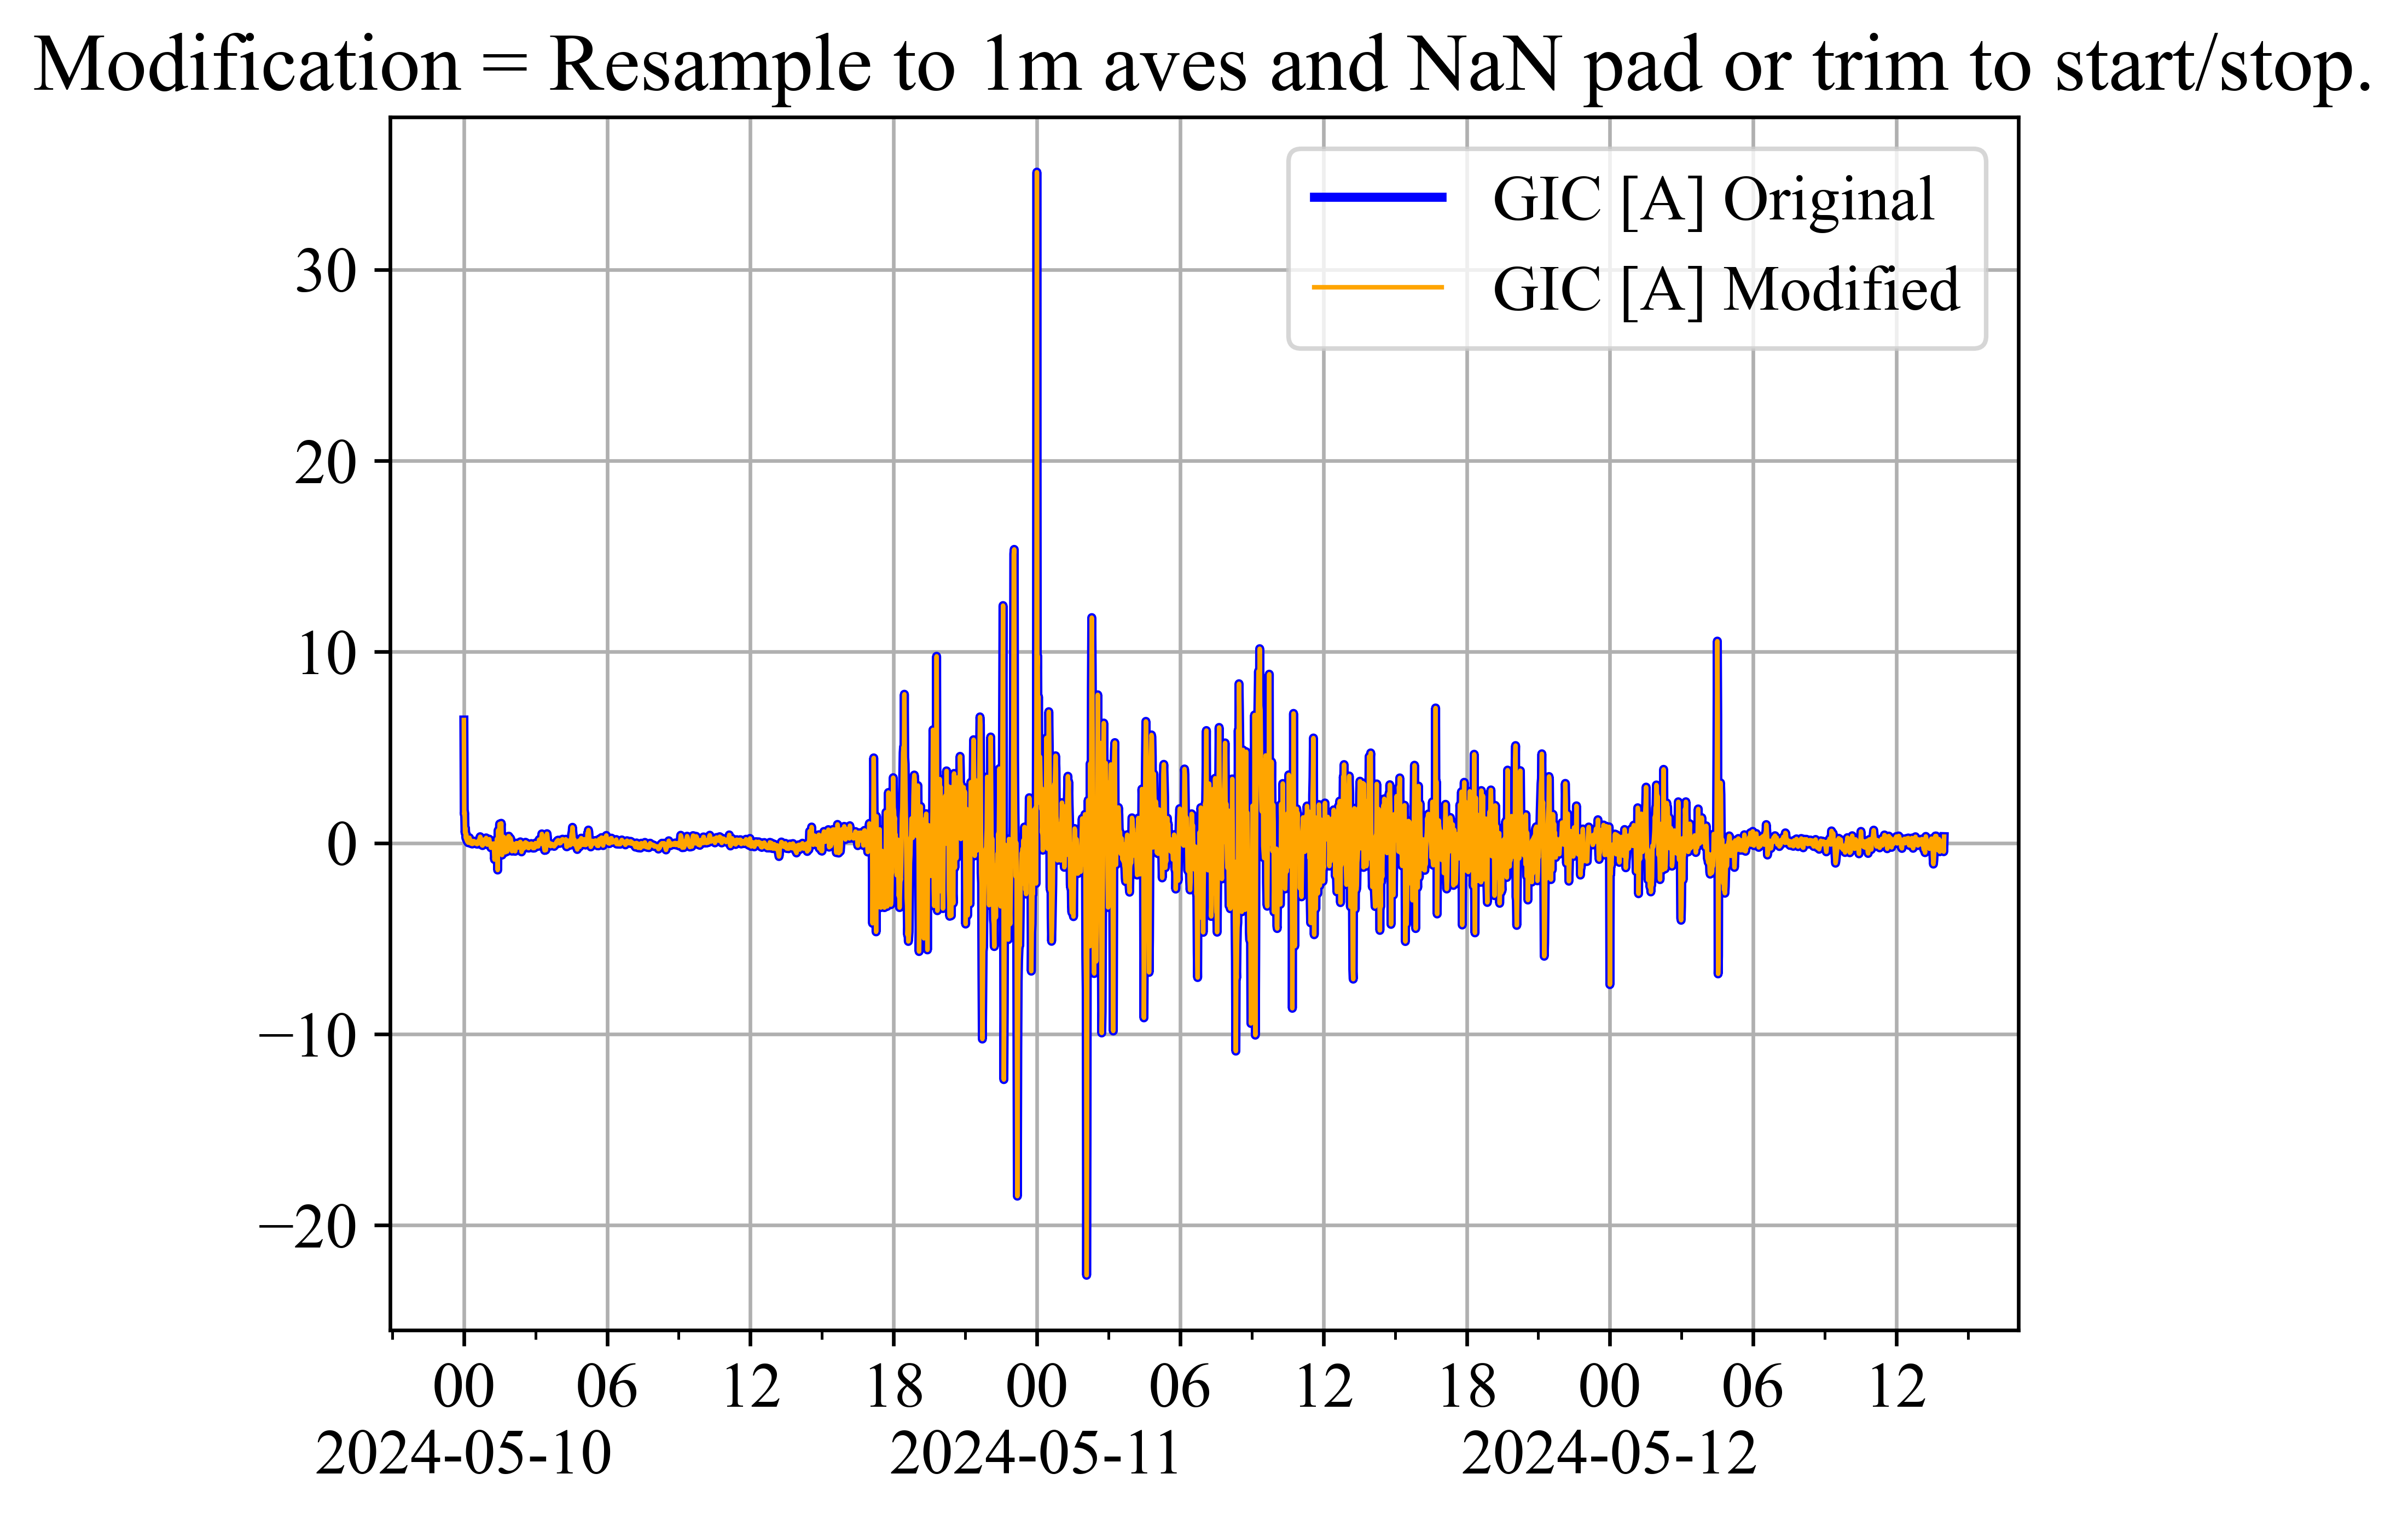 Modification = Resample to 1m aves and NaN pad or trim to start/stop.
GIC [A] Original
GIC [A] Modified
30
20
10
0
−10
−20
00 06 12 18 00 06 12 18 00 06 12
2024-05-10 2024-05-11 2024-05-12